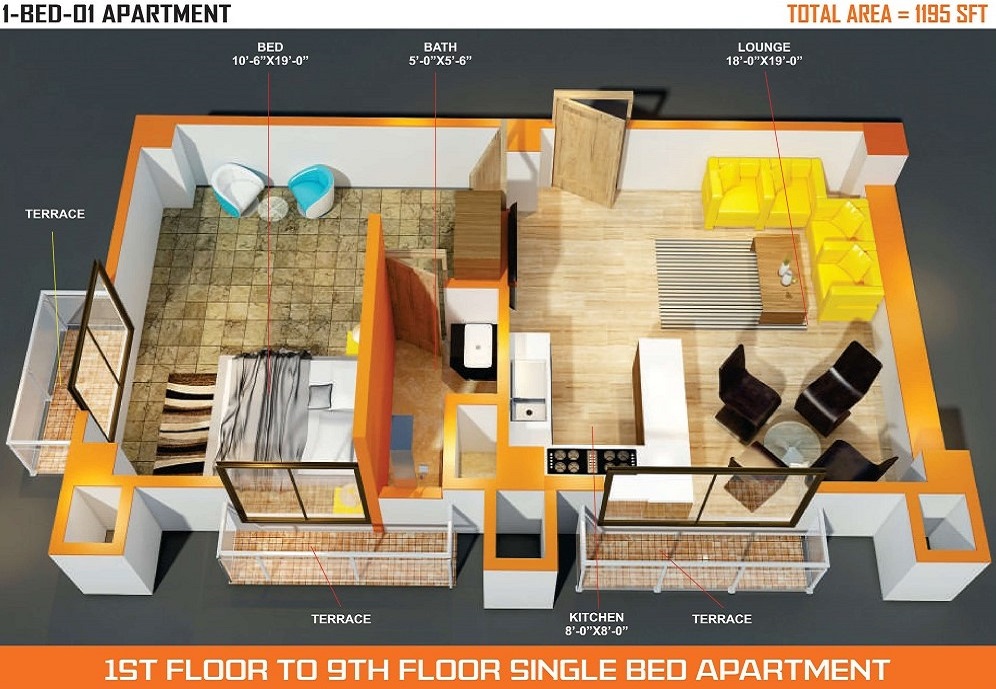 1-BED-01 APARTMENT
TOTAL AREA = 1195 SFT
BED
10'-6"X19'-0"
BATH
5'-0"X5'-6"
LOUNGE
18'-0"X19'-0"
TERRACE
TERRACE
KITCHEN
8'-0"X8'-0"
TERRACE
1ST FLOOR TO 9TH FLOOR SINGLE BED APARTMENT